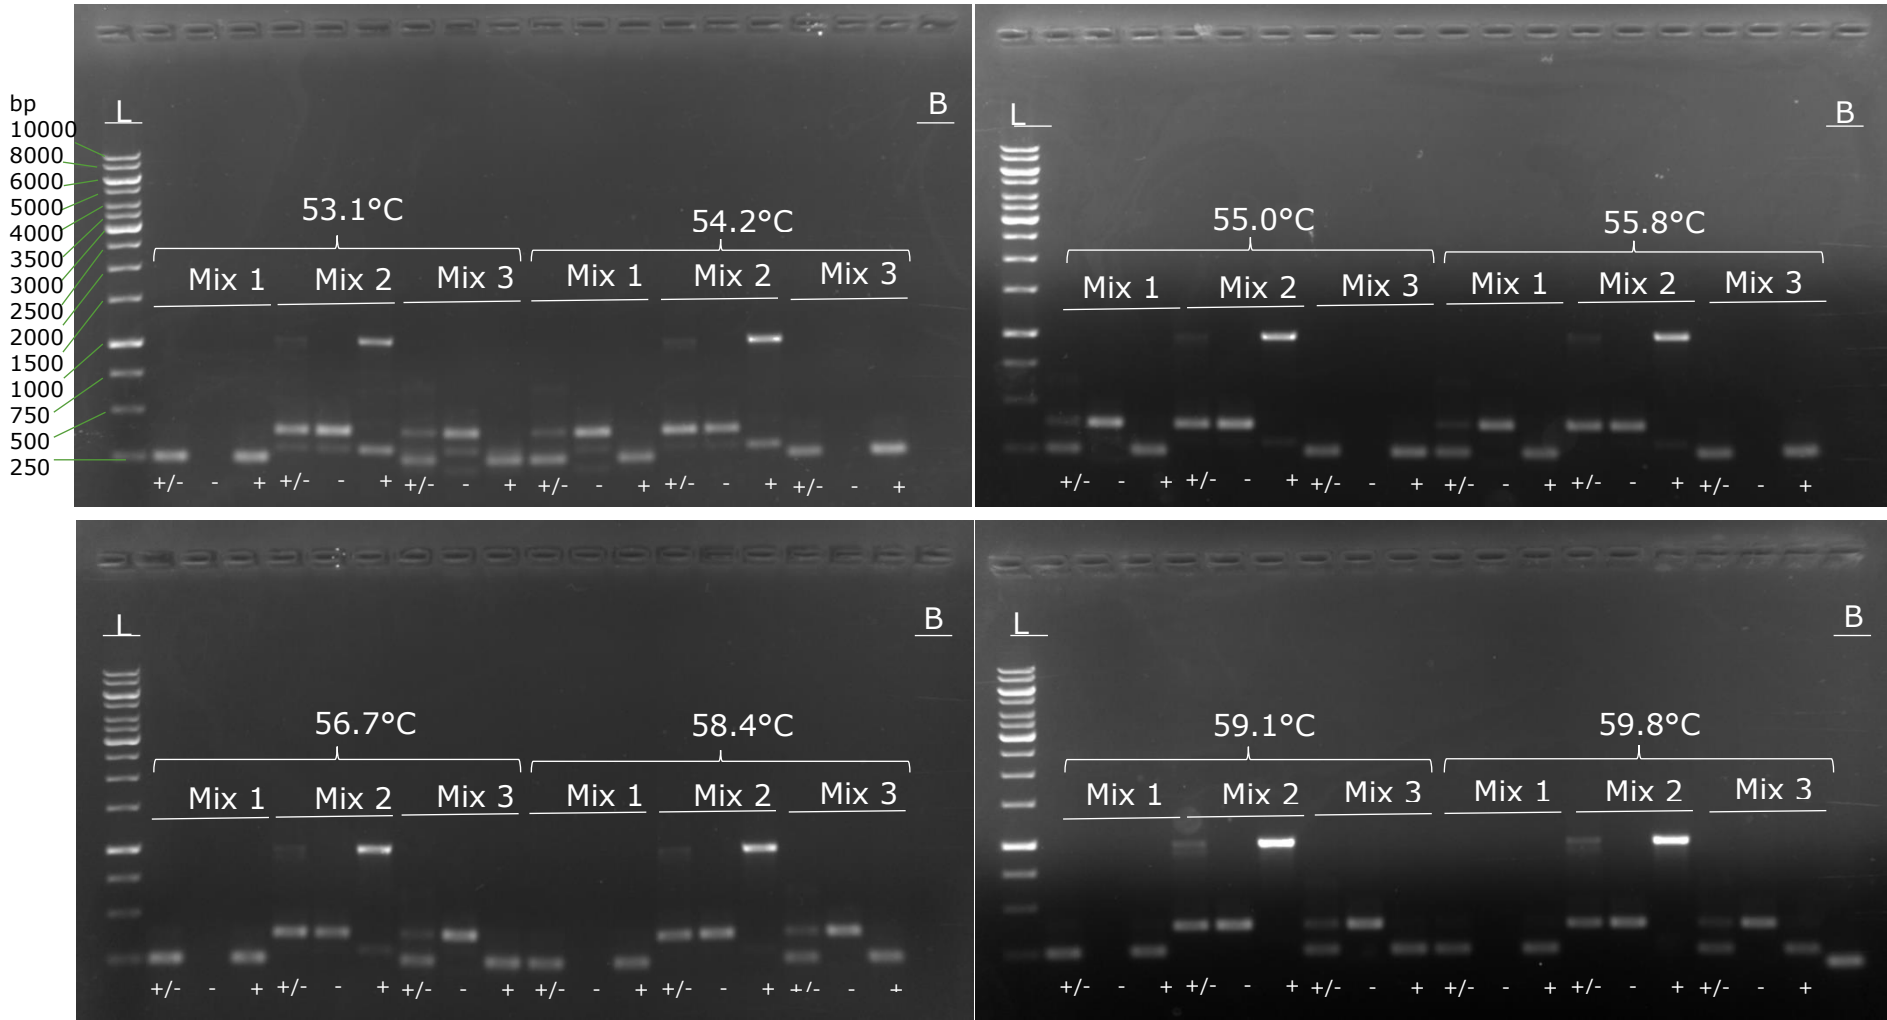 bp
10000
8000
6000
5000
4000
3500
3000
2500
2000
1500
1000
750
500
250
L
B
53.1°C
54.2°C
Mix 1
Mix 2
Mix 3
Mix 1
Mix 2
Mix 3
+/-
-
+
+/-
-
+
+/-
-
+
+/-
-
+
+/-
-
+
+/-
-
+
L
B
55.0°C
55.8°C
Mix 1
Mix 2
Mix 3
Mix 1
Mix 2
Mix 3
+/-
-
+
+/-
-
+
+/-
-
+
+/-
-
+
+/-
-
+
+/-
-
+
L
B
56.7°C
58.4°C
Mix 1
Mix 2
Mix 3
Mix 1
Mix 2
Mix 3
+/-
-
+
+/-
-
+
+/-
-
+
+/-
-
+
+/-
-
+
+/-
-
+
L
B
59.1°C
59.8°C
Mix 1
Mix 2
Mix 3
Mix 1
Mix 2
Mix 3
+/-
-
+
+/-
-
+
+/-
-
+
+/-
-
+
+/-
-
+
+/-
-
+